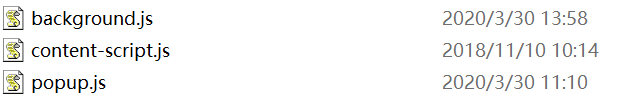 background.js 2020/3/30 13:58
content-script.js 2018/11/10 10:14
popup.js 2020/3/30 11:10